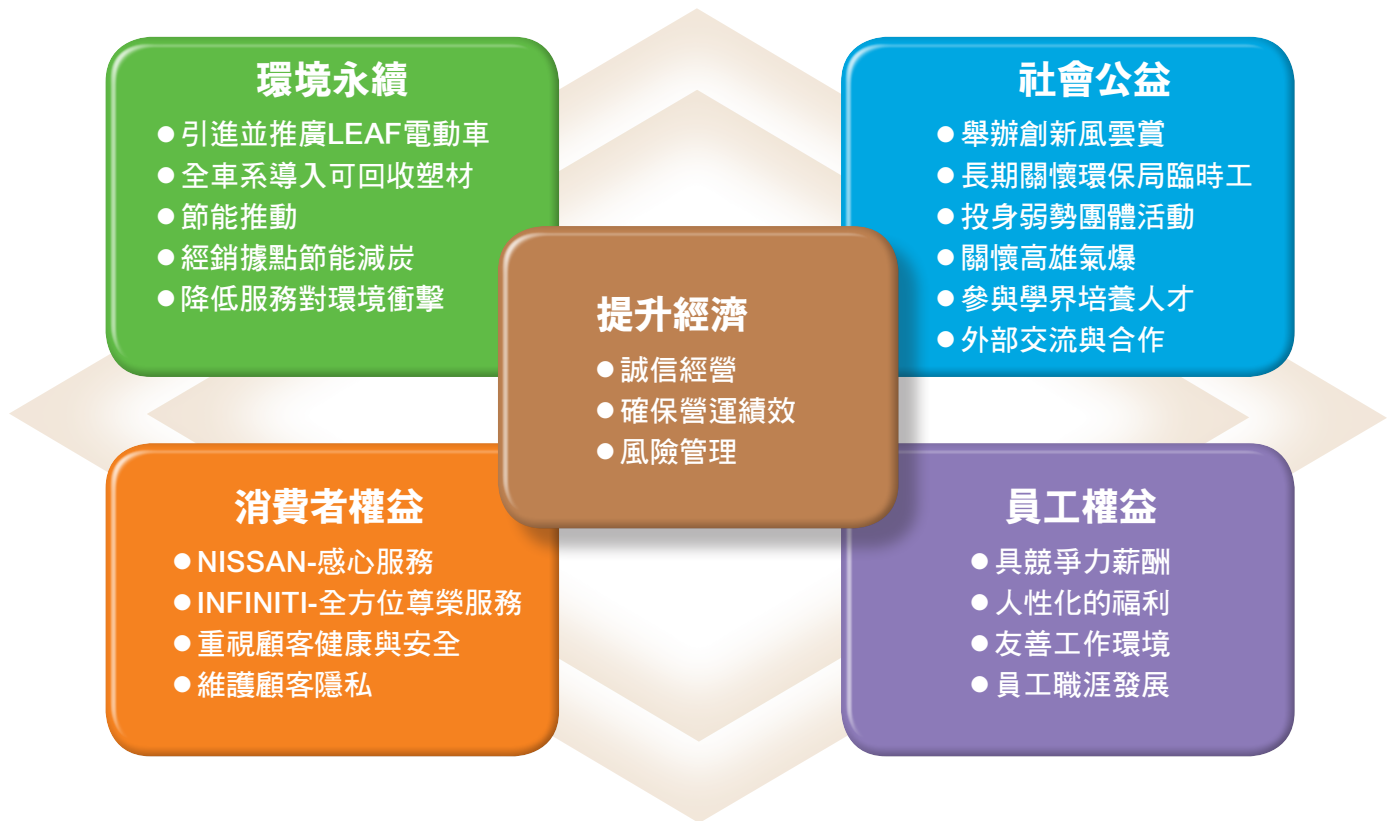 環境永續
●引進並推廣LEAF電動車
●全車系導入可回收塑材
●節能推動
●經銷據點節能減炭
●降低服務對環境衝擊
社會公益
●舉辦創新風雲賞
●長期關懷環保局臨時工
●投身弱勢團體活動
●關懷高雄氣爆
●參與學界培養人才
●外部交流與合作
提升經濟
●誠信經營
●確保營運績效
●風險管理
消費者權益
●NISSAN-感心服務
●INFINITI-全方位尊榮服務
●重視顧客健康與安全
●維護顧客隱私
員工權益
●具競爭力薪酬
●人性化的福利
●友善工作環境
●員工職涯發展